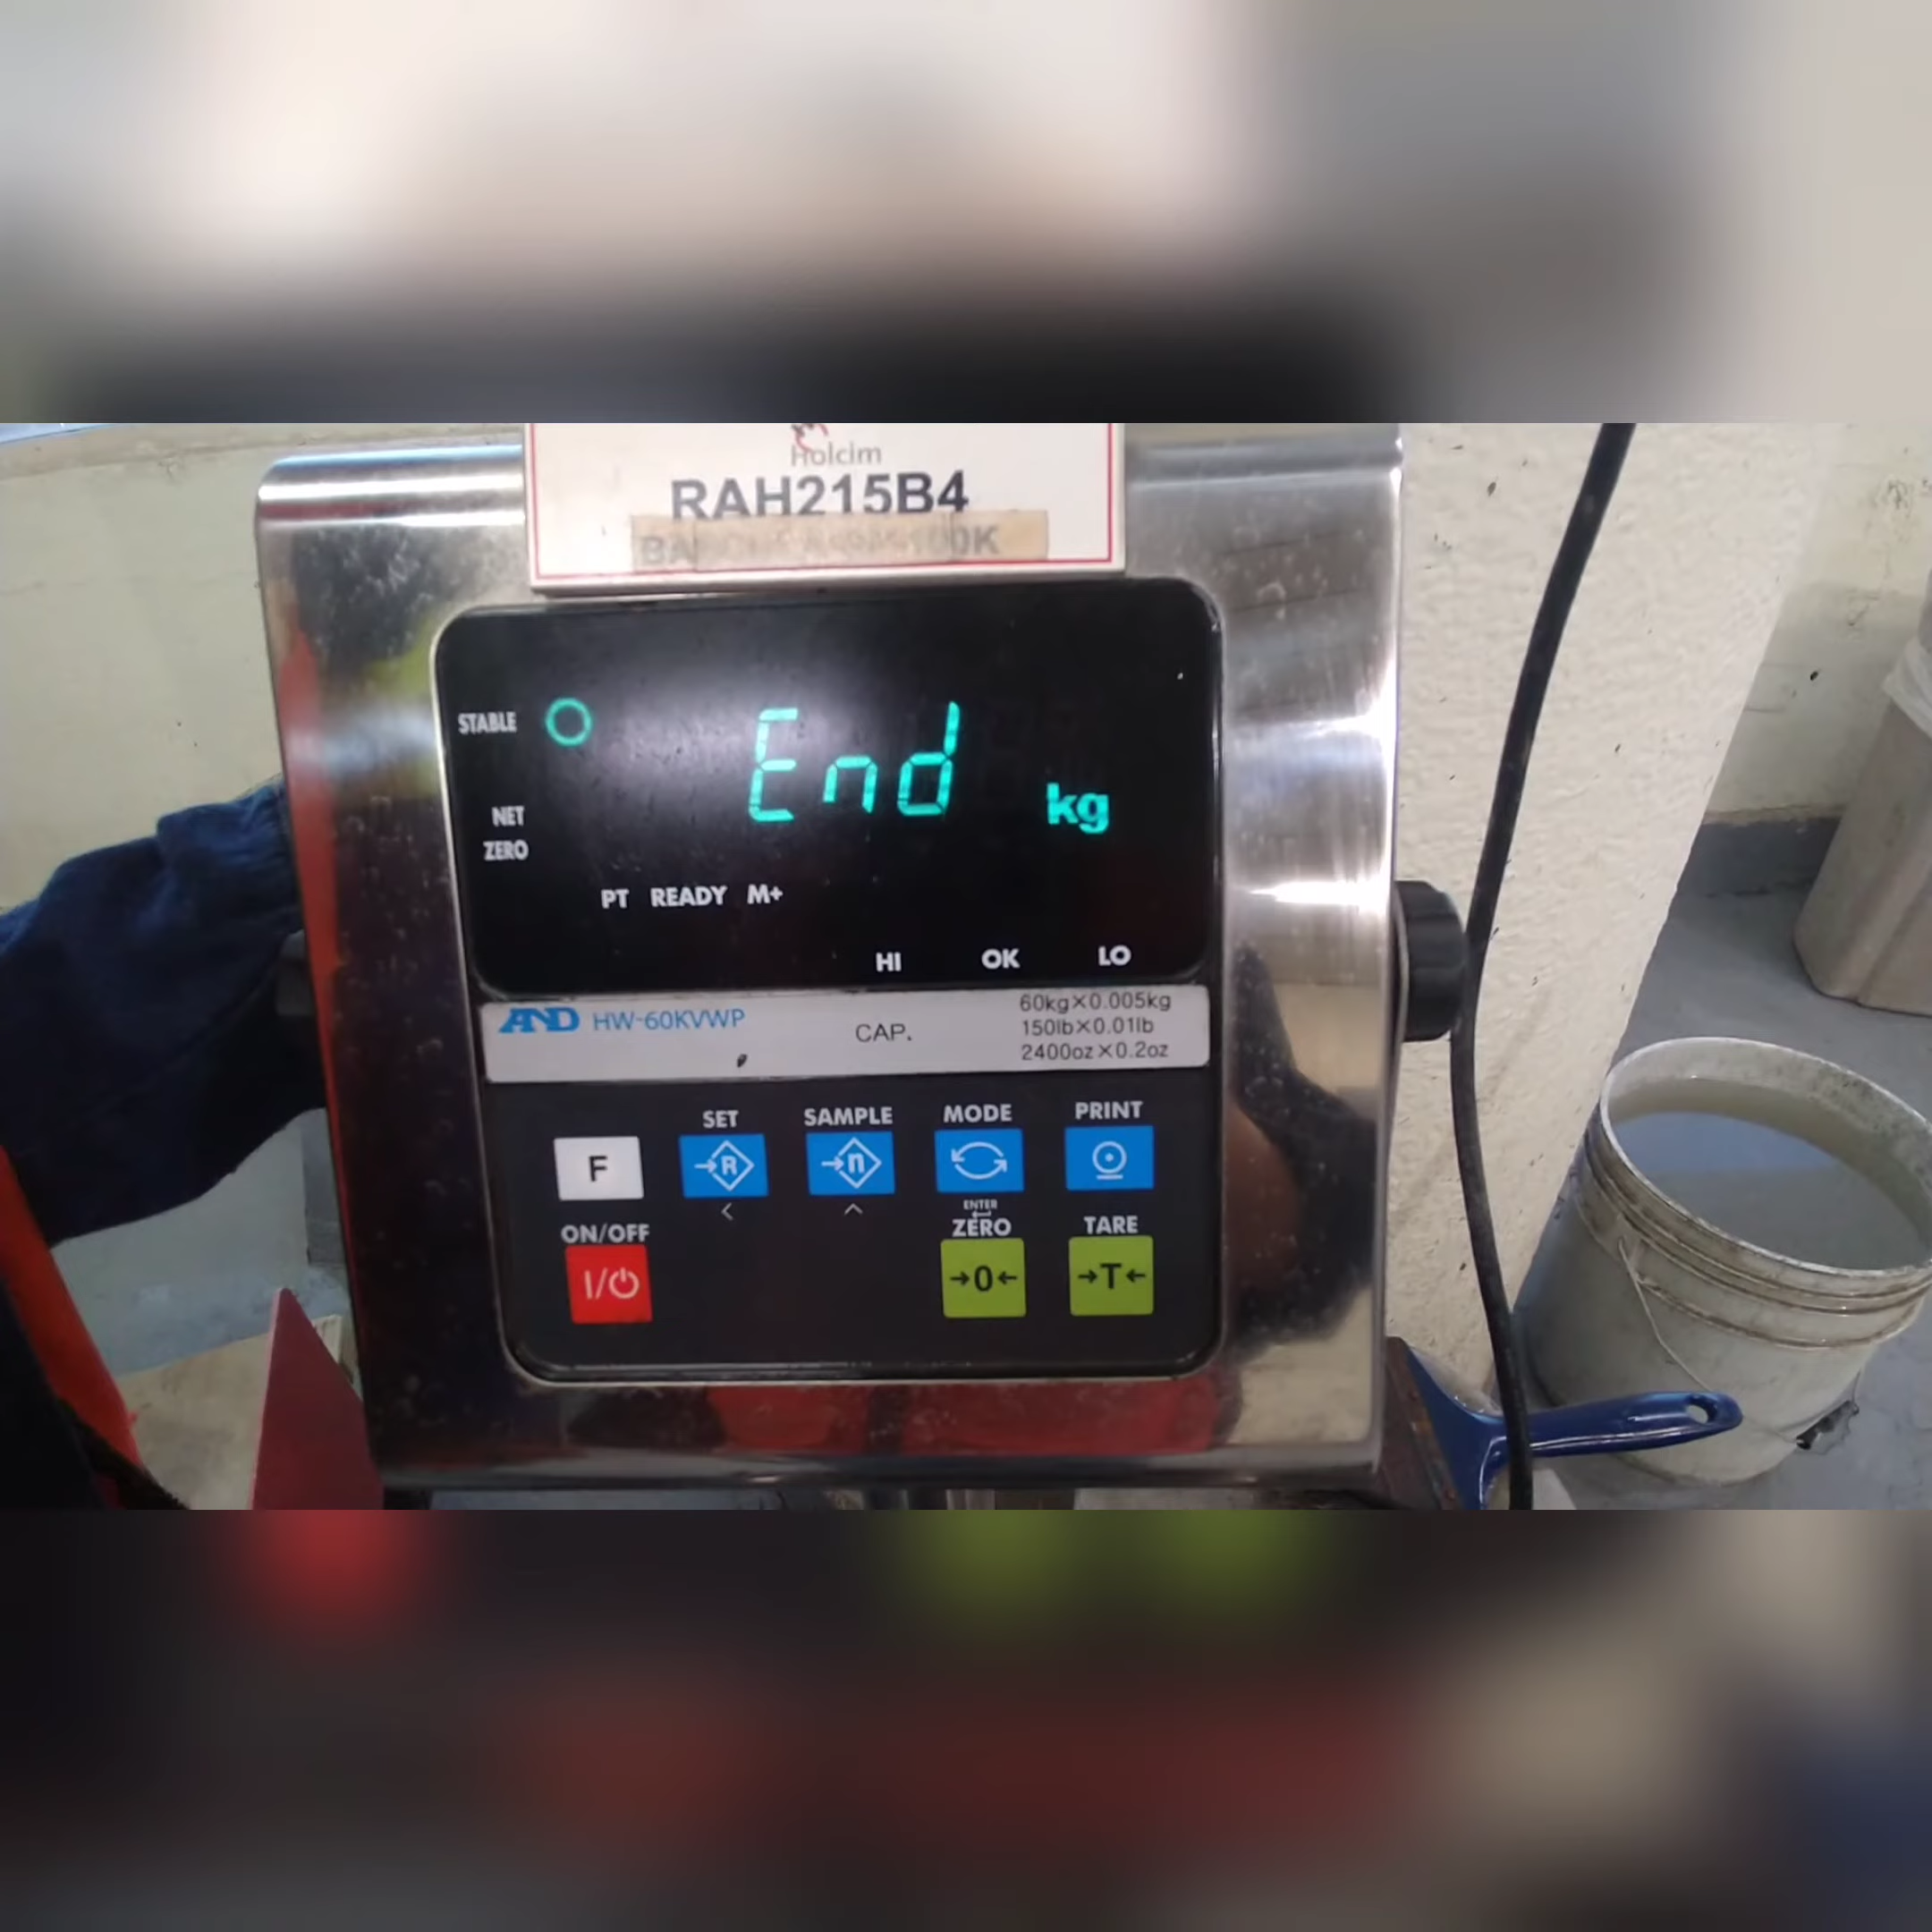 Holcim
RAH215B4
STABLE
End
kg
NET
ZERO
PT READY M+
HI OK LO
AND HW-60KVWP
CAP.
60kg×0.005kg
150lb×0.01lb
2400oz×0.2oz
SET SAMPLE MODE PRINT
F →R →n
< ^ ENTER
ON/OFF ZERO TARE
I/⏻ →0← →T←